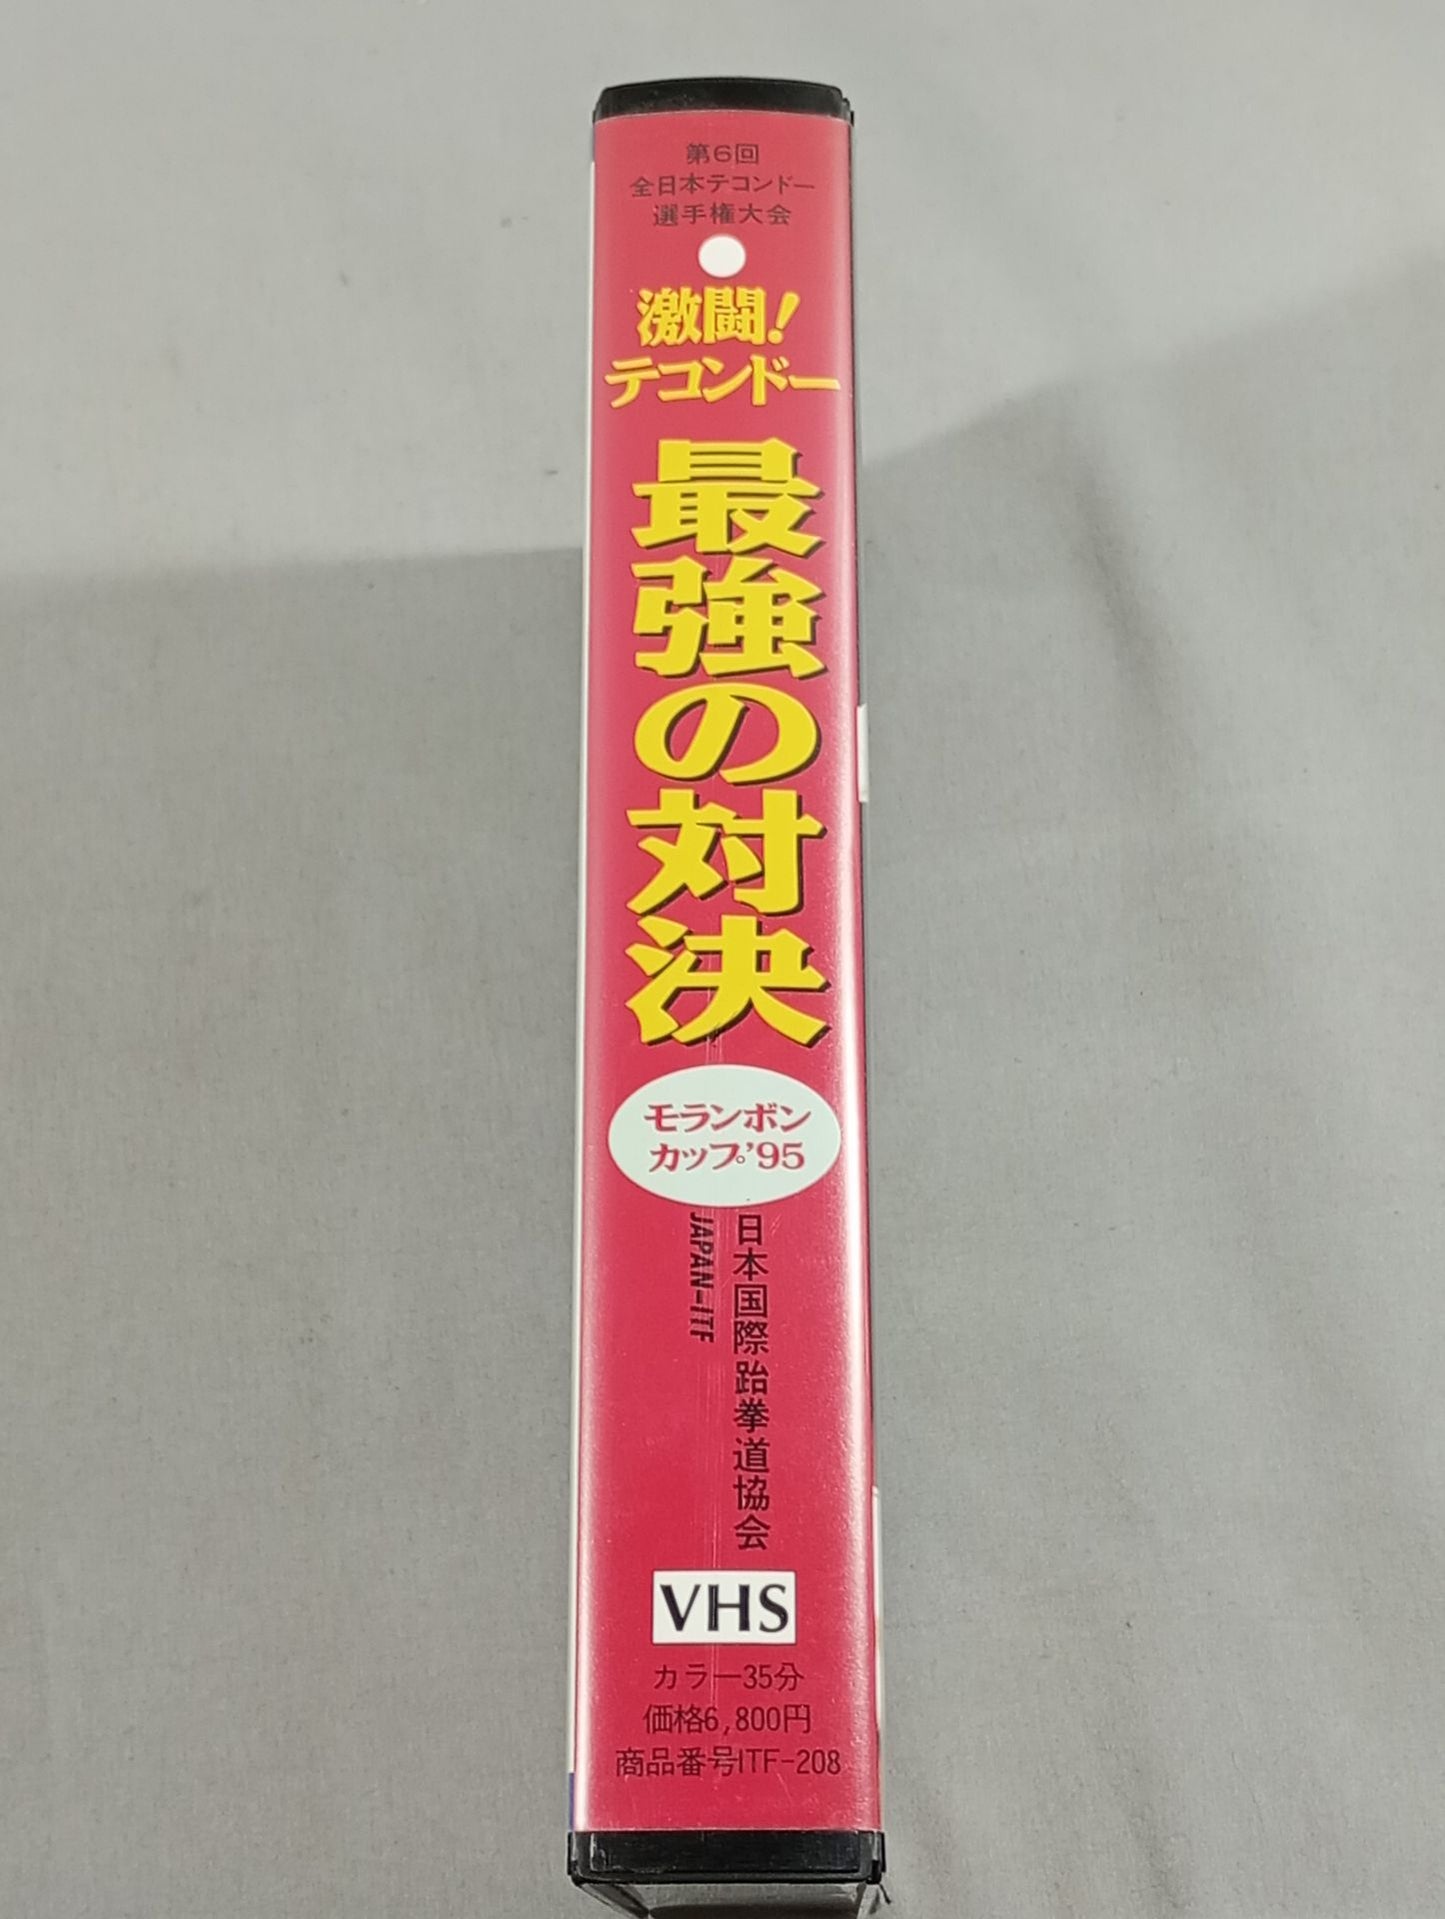 第6回
全日本テコンドー
選手権大会
激闘!
テコンドー
最強の対決
モランボン
カップ'95
日本国際跆拳道協会
JAPAN-ITF
VHS
カラー35分
価格6,800円
商品番号ITF-208